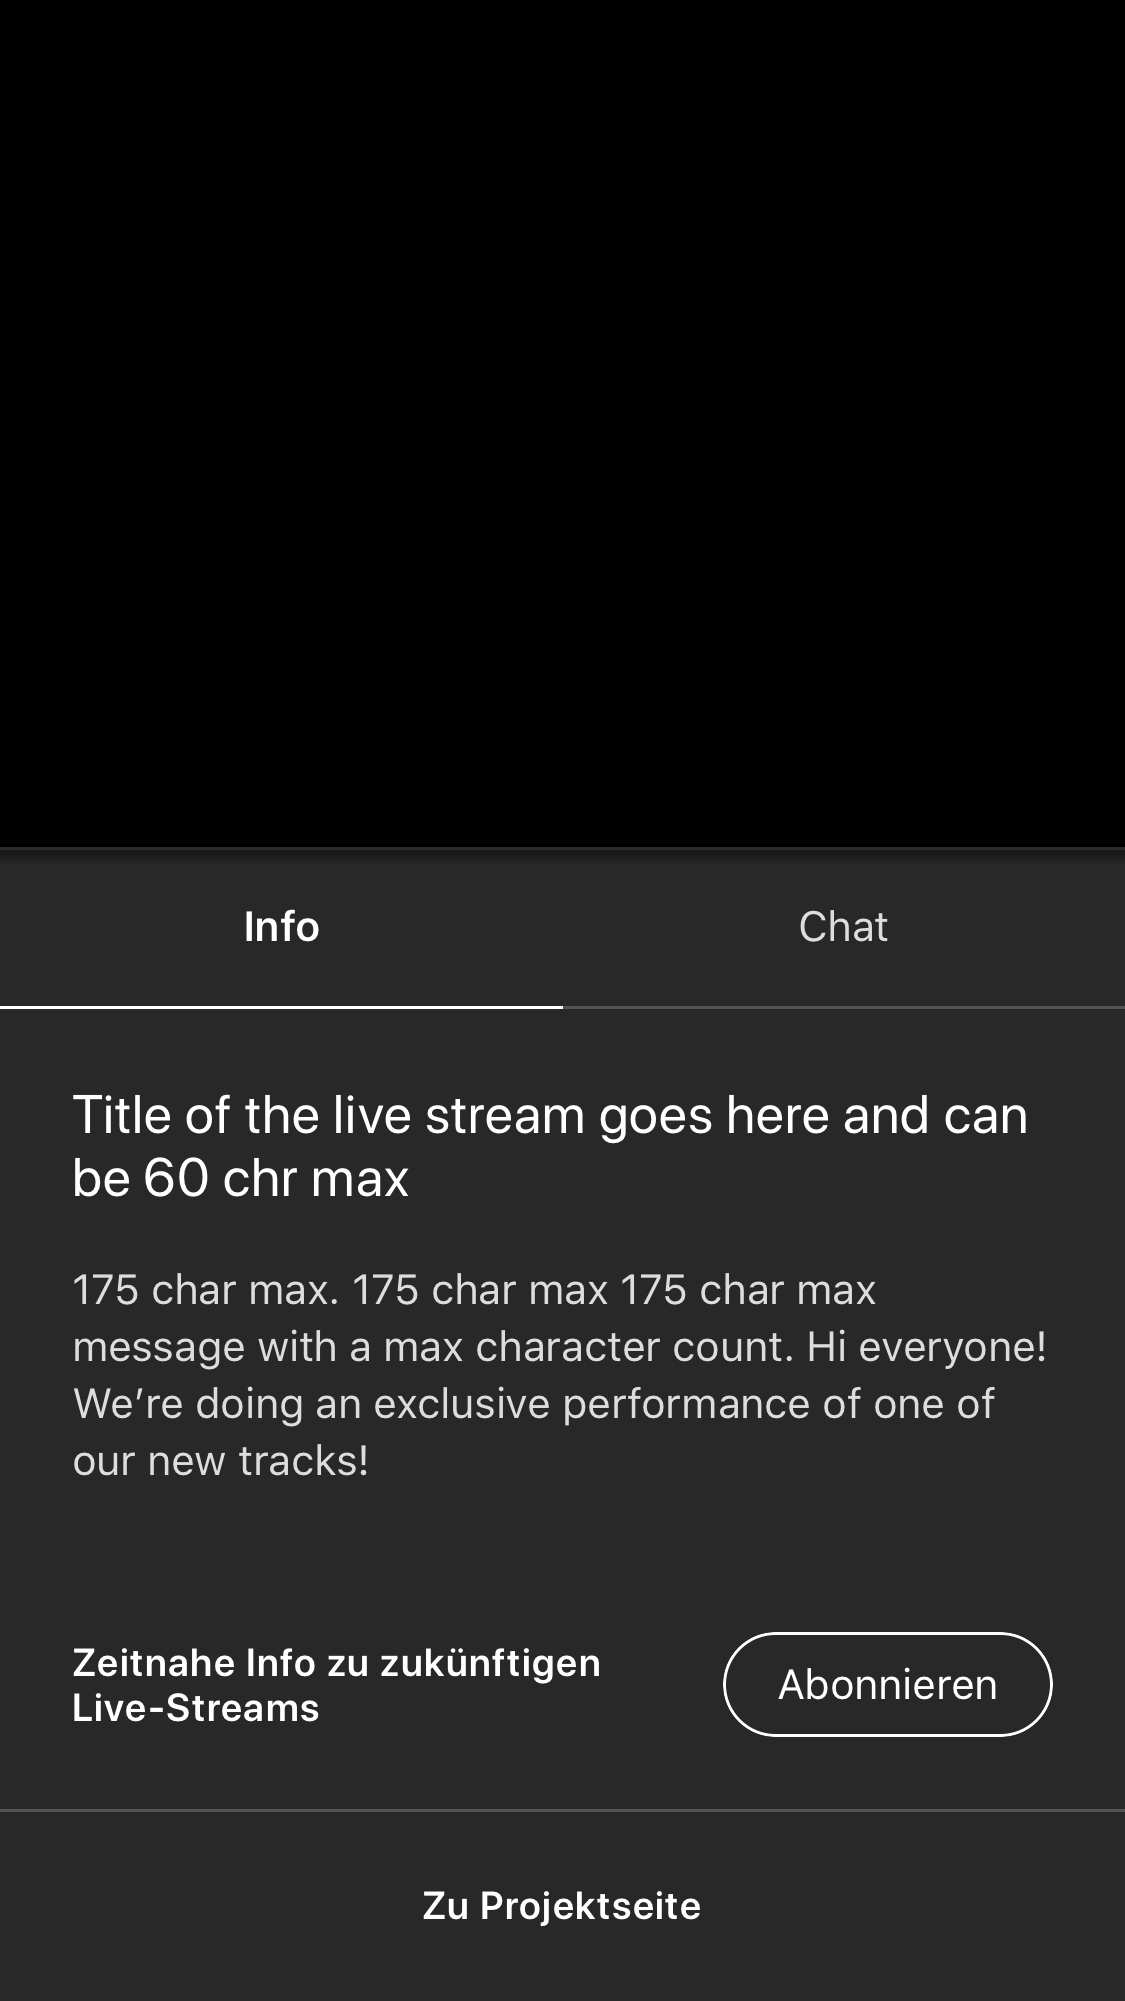 Info
Chat
Title of the live stream goes here and can
be 60 chr max
175 char max. 175 char max 175 char max
message with a max character count. Hi everyone!
We’re doing an exclusive performance of one of
our new tracks!
Zeitnahe Info zu zukünftigen
Live-Streams
Abonnieren
Zu Projektseite